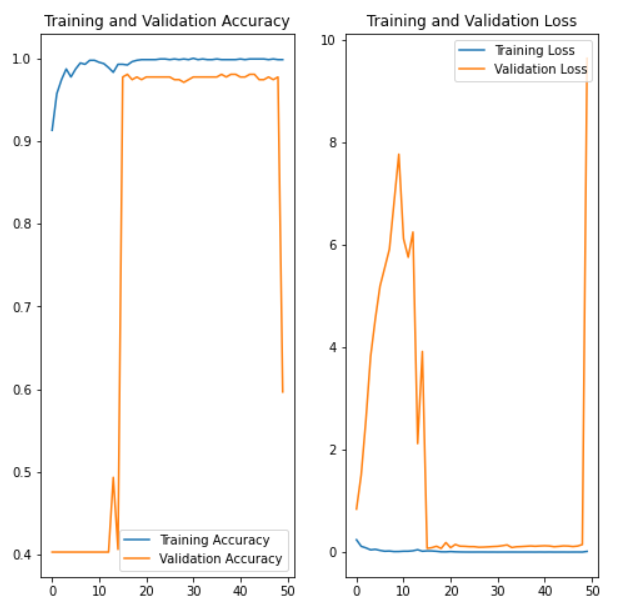 Training and Validation Accuracy
1.0
0.9
0.8
0.7
0.6
0.5
0.4
0 10 20 30 40 50
Training Accuracy
Validation Accuracy
Training and Validation Loss
10
8
6
4
2
0
0 10 20 30 40 50
Training Loss
Validation Loss